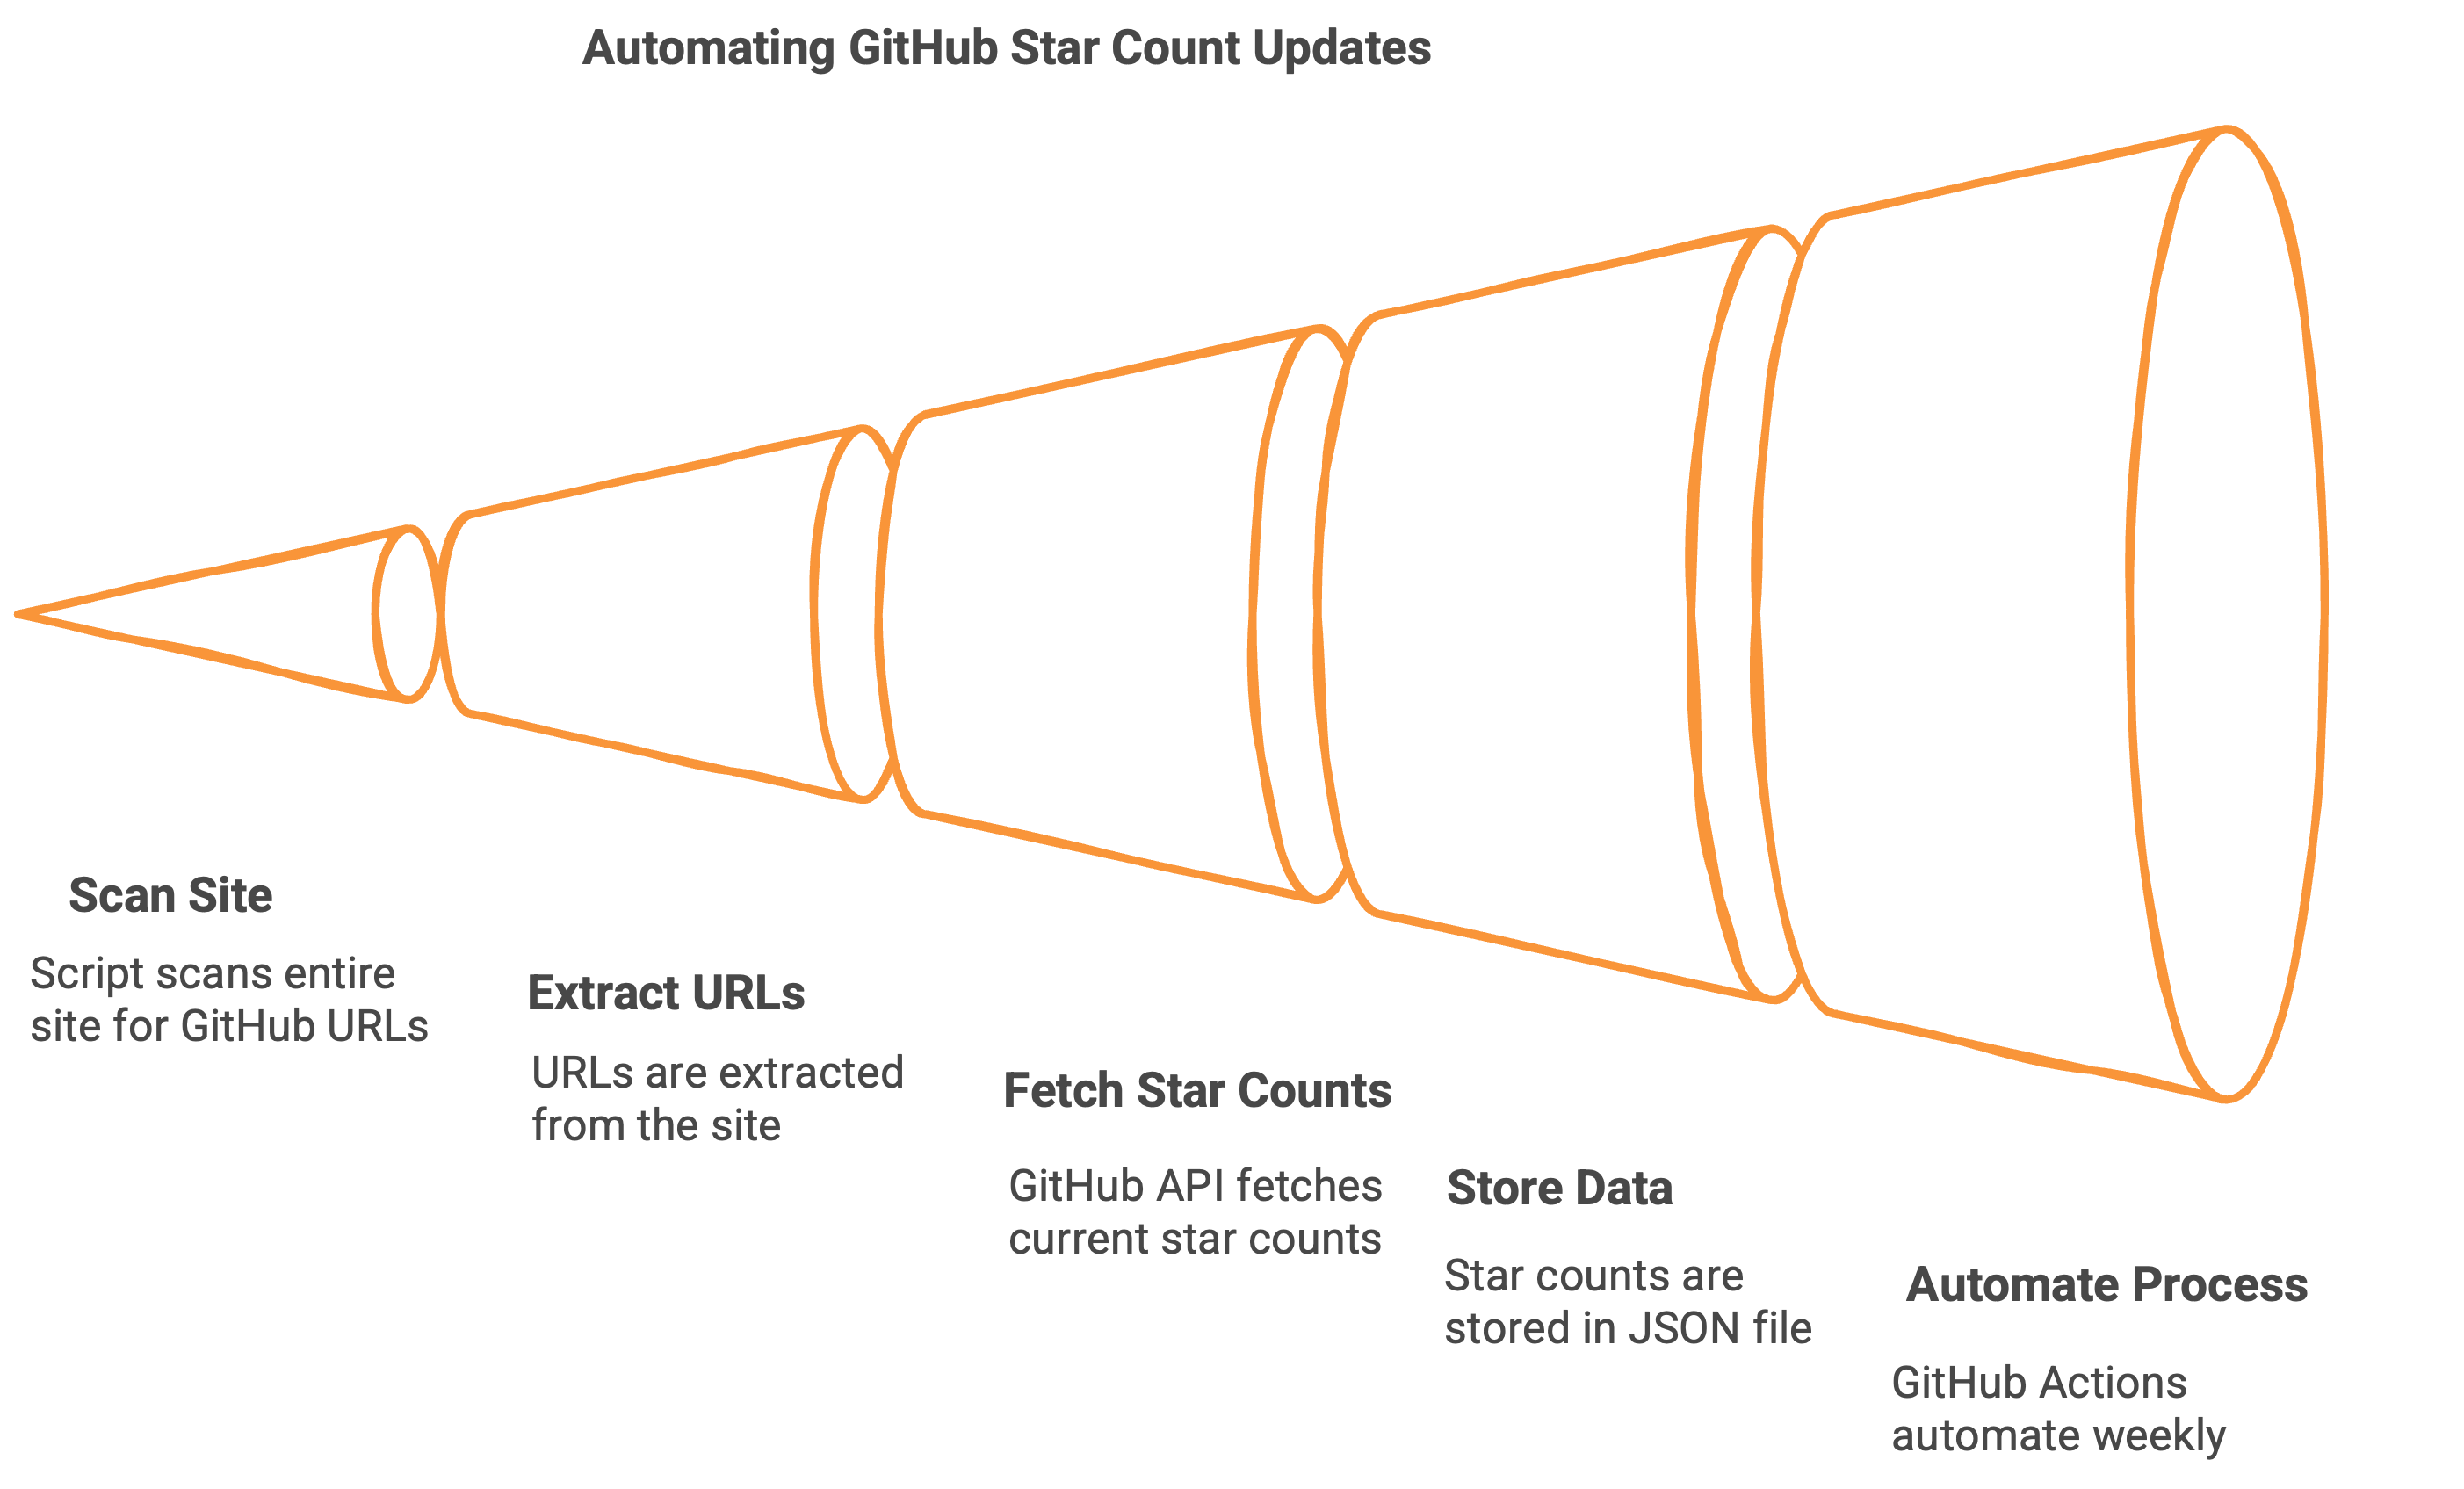 Automating GitHub Star Count Updates
Scan Site
Script scans entire
site for GitHub URLs
Extract URLs
URLs are extracted
from the site
Fetch Star Counts
GitHub API fetches
current star counts
Store Data
Star counts are
stored in JSON file
Automate Process
GitHub Actions
automate weekly